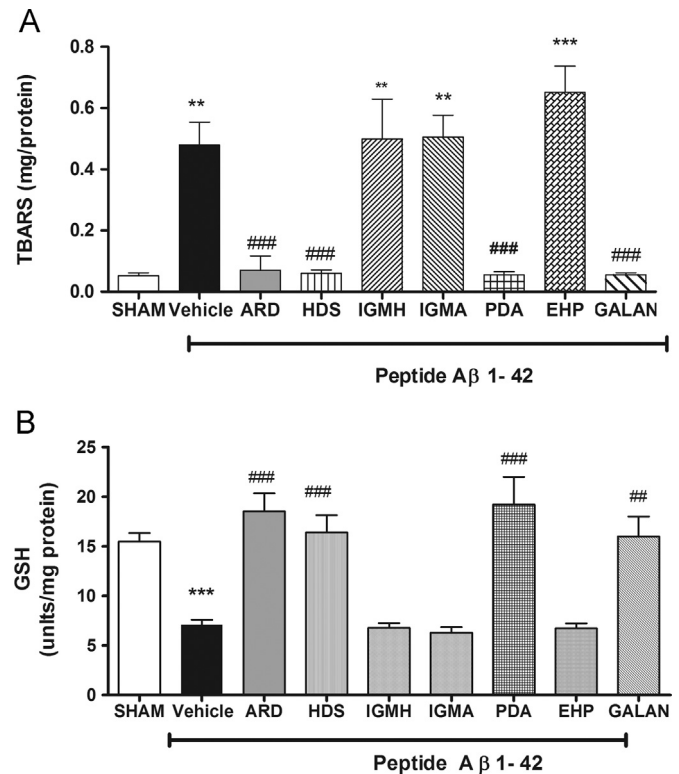 A
TBARS (mg/protein)
0.8
0.6
0.4
0.2
0.0
** ### ### ** ** ### *** ###
SHAM Vehicle ARD HDS IGMH IGMA PDA EHP GALAN
Peptide Aβ 1- 42
B
GSH
(units/mg protein)
25
20
15
10
5
0
*** ### ### ### ##
SHAM Vehicle ARD HDS IGMH IGMA PDA EHP GALAN
Peptide Aβ 1- 42